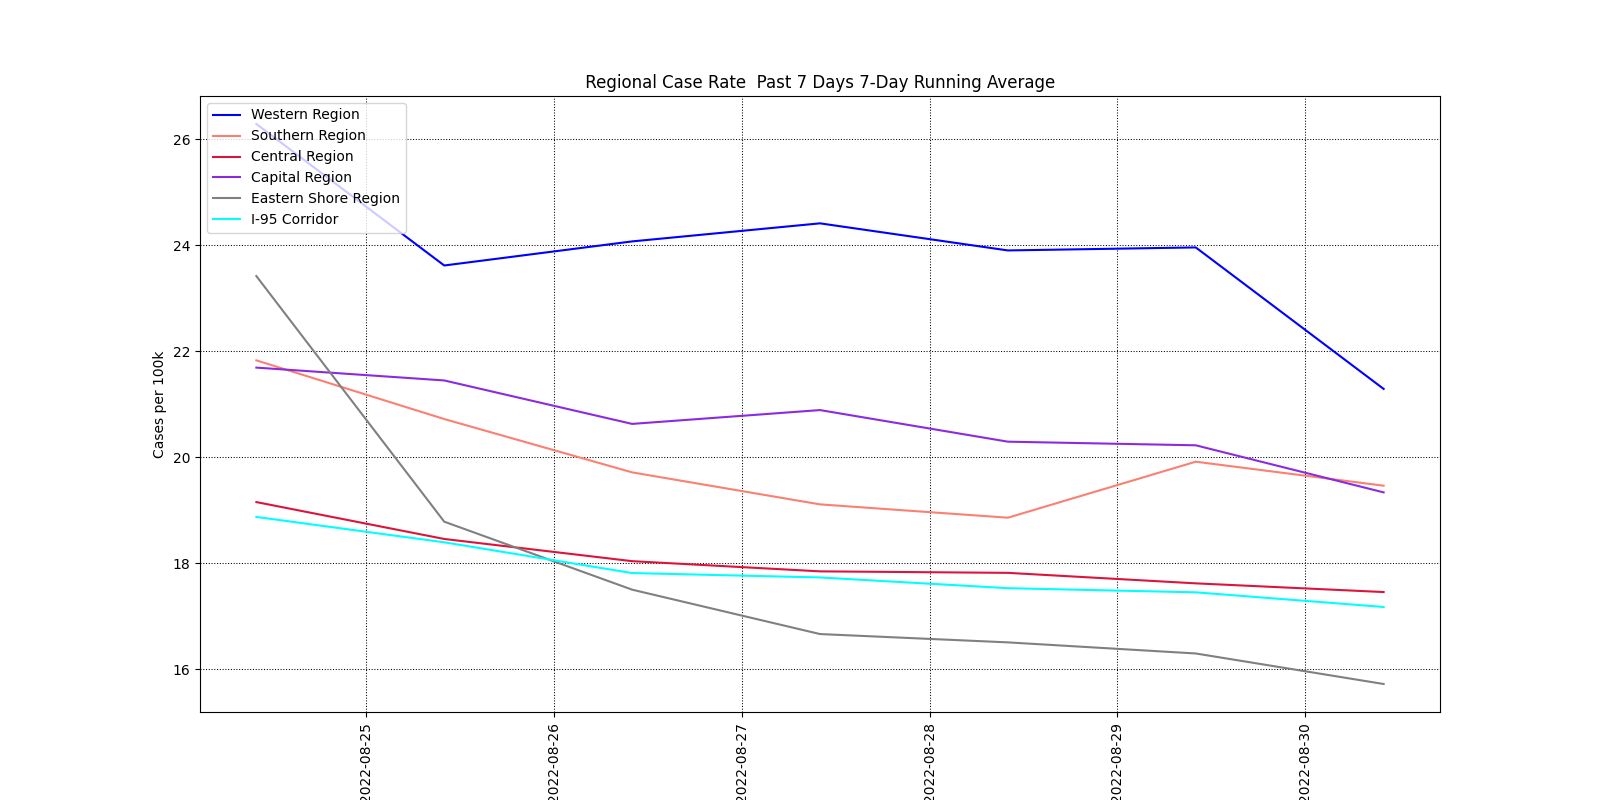 Regional Case Rate  Past 7 Days 7-Day Running Average
Western Region
Southern Region
Central Region
Capital Region
Eastern Shore Region
I-95 Corridor
Cases per 100k
26
24
22
20
18
16
2022-08-25
2022-08-26
2022-08-27
2022-08-28
2022-08-29
2022-08-30